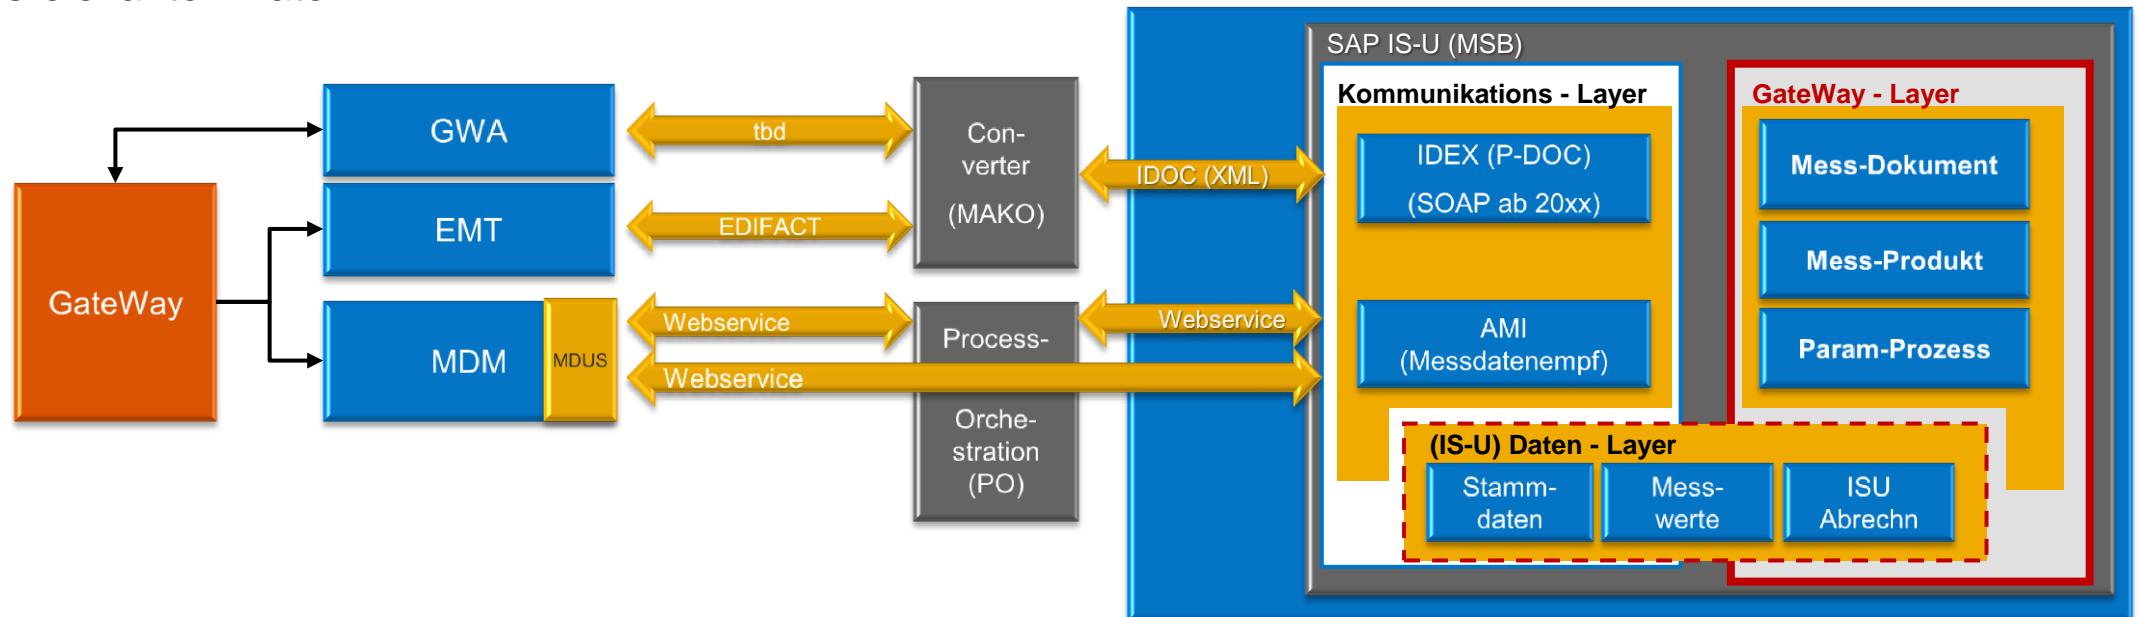 SAP IS-U (MSB)
Kommunikations - Layer
GateWay - Layer
GWA
tbd
Con-
verter
(MAKO)
IDOC (XML)
IDEX (P-DOC)
(SOAP ab 20xx)
Mess-Dokument
EMT
EDIFACT
Mess-Produkt
GateWay
MDM
MDUS
Webservice
Webservice
Process-
Orche-
stration
(PO)
Webservice
AMI
(Messdatenempf)
Param-Prozess
(IS-U) Daten - Layer
Stamm-
daten
Mess-
werte
ISU
Abrechn